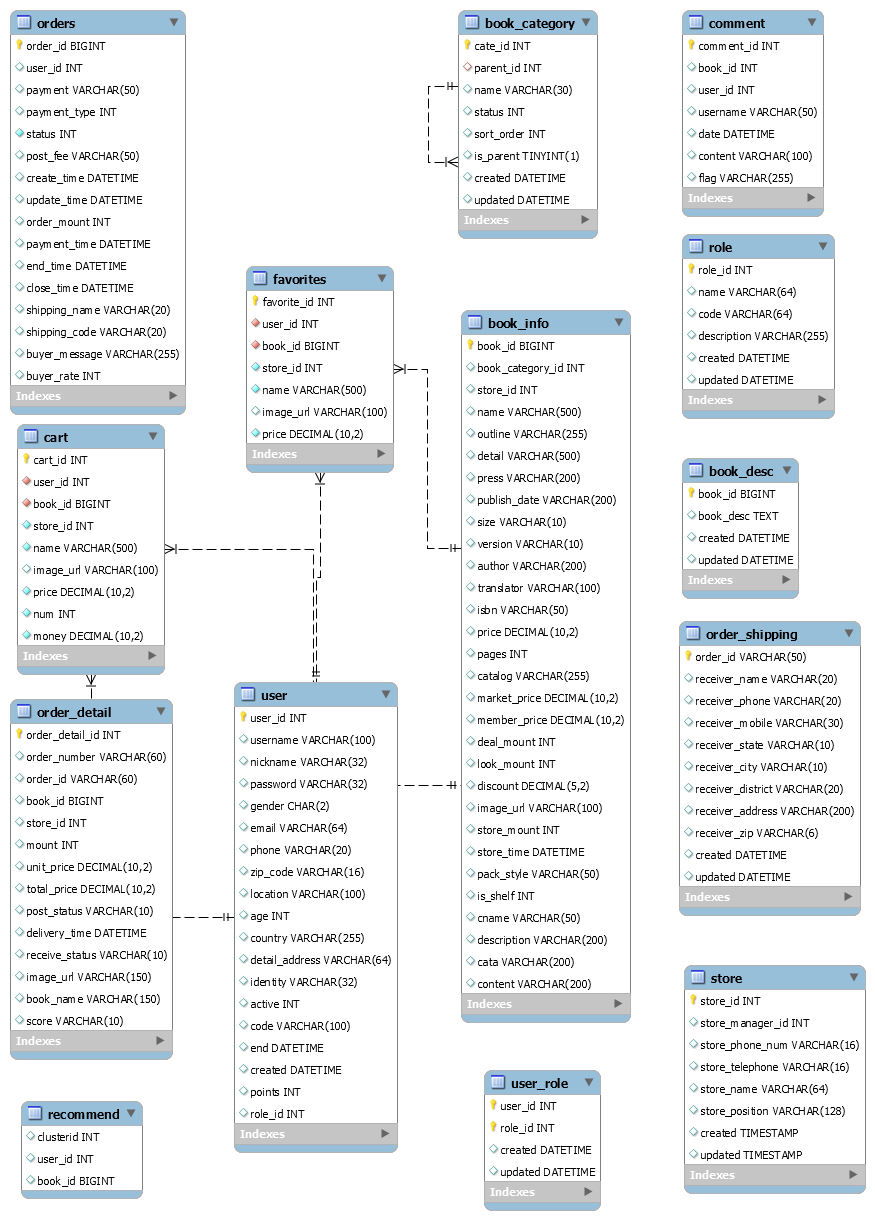 orders
order_id BIGINT
user_id INT
payment VARCHAR(50)
payment_type INT
status INT
post_fee VARCHAR(50)
create_time DATETIME
update_time DATETIME
order_mount INT
payment_time DATETIME
end_time DATETIME
close_time DATETIME
shipping_name VARCHAR(20)
shipping_code VARCHAR(20)
buyer_message VARCHAR(255)
buyer_rate INT
Indexes
book_category
cate_id INT
parent_id INT
name VARCHAR(30)
status INT
sort_order INT
is_parent TINYINT(1)
created DATETIME
updated DATETIME
Indexes
comment
comment_id INT
book_id INT
user_id INT
username VARCHAR(50)
date DATETIME
content VARCHAR(100)
flag VARCHAR(255)
Indexes
role
role_id INT
name VARCHAR(64)
code VARCHAR(64)
description VARCHAR(255)
created DATETIME
updated DATETIME
Indexes
favorites
favorite_id INT
user_id INT
book_id BIGINT
store_id INT
name VARCHAR(500)
image_url VARCHAR(100)
price DECIMAL(10,2)
Indexes
book_info
book_id BIGINT
book_category_id INT
store_id INT
name VARCHAR(500)
outline VARCHAR(255)
detail VARCHAR(500)
press VARCHAR(200)
publish_date VARCHAR(200)
size VARCHAR(10)
version VARCHAR(10)
author VARCHAR(200)
translator VARCHAR(100)
isbn VARCHAR(50)
price DECIMAL(10,2)
pages INT
catalog VARCHAR(255)
market_price DECIMAL(10,2)
member_price DECIMAL(10,2)
deal_mount INT
look_mount INT
discount DECIMAL(5,2)
image_url VARCHAR(100)
store_mount INT
store_time DATETIME
pack_style VARCHAR(50)
is_shelf INT
cname VARCHAR(50)
description VARCHAR(200)
cata VARCHAR(200)
content VARCHAR(200)
Indexes
cart
cart_id INT
user_id INT
book_id BIGINT
store_id INT
name VARCHAR(500)
image_url VARCHAR(100)
price DECIMAL(10,2)
num INT
money DECIMAL(10,2)
Indexes
book_desc
book_id BIGINT
book_desc TEXT
created DATETIME
updated DATETIME
Indexes
order_shipping
order_id VARCHAR(50)
receiver_name VARCHAR(20)
receiver_phone VARCHAR(20)
receiver_mobile VARCHAR(30)
receiver_state VARCHAR(10)
receiver_city VARCHAR(10)
receiver_district VARCHAR(20)
receiver_address VARCHAR(200)
receiver_zip VARCHAR(6)
created DATETIME
updated DATETIME
Indexes
order_detail
order_detail_id INT
order_number VARCHAR(60)
order_id VARCHAR(60)
book_id BIGINT
store_id INT
mount INT
unit_price DECIMAL(10,2)
total_price DECIMAL(10,2)
post_status VARCHAR(10)
delivery_time DATETIME
receive_status VARCHAR(10)
image_url VARCHAR(150)
book_name VARCHAR(150)
score VARCHAR(10)
Indexes
user
user_id INT
username VARCHAR(100)
nickname VARCHAR(32)
password VARCHAR(32)
gender CHAR(2)
email VARCHAR(64)
phone VARCHAR(20)
zip_code VARCHAR(16)
location VARCHAR(100)
age INT
country VARCHAR(255)
detail_address VARCHAR(64)
identity VARCHAR(32)
active INT
code VARCHAR(100)
end DATETIME
created DATETIME
points INT
role_id INT
Indexes
store
store_id INT
store_manager_id INT
store_phone_num VARCHAR(16)
store_telephone VARCHAR(16)
store_name VARCHAR(64)
store_position VARCHAR(128)
created TIMESTAMP
updated TIMESTAMP
Indexes
recommend
clusterid INT
user_id INT
book_id BIGINT
user_role
user_id INT
role_id INT
created DATETIME
updated DATETIME
Indexes